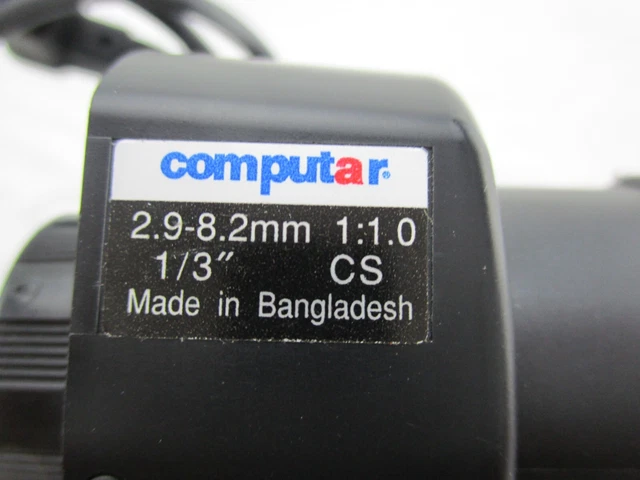 computar®
2.9-8.2mm 1:1.0
1/3″ CS
Made in Bangladesh